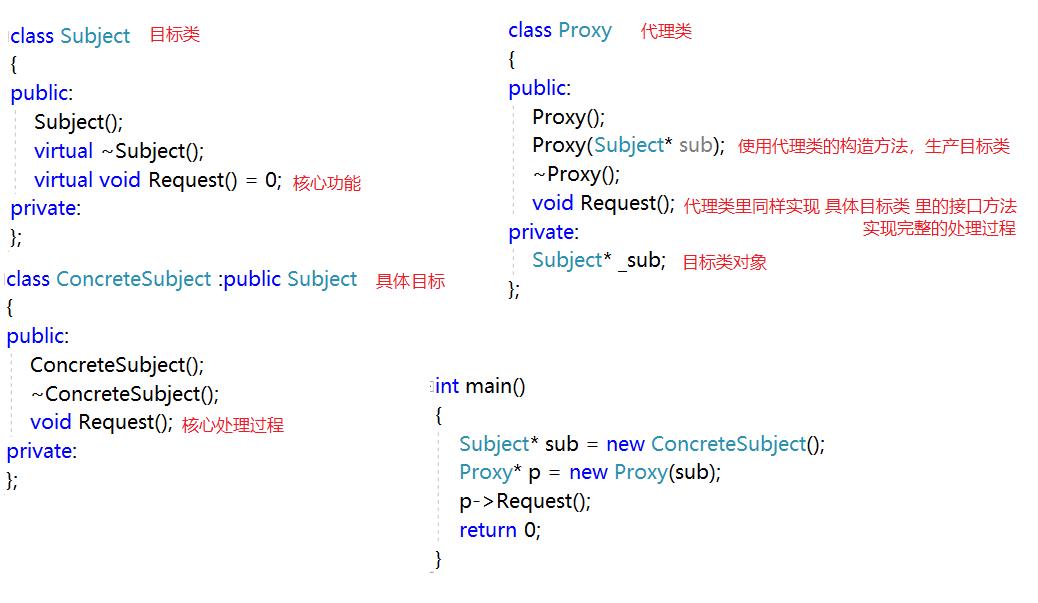 class Subject 目标类
{
public:
Subject();
virtual ~Subject();
virtual void Request() = 0; 核心功能
private:
};
class ConcreteSubject :public Subject 具体目标
{
public:
ConcreteSubject();
~ConcreteSubject();
void Request(); 核心处理过程
private:
};
class Proxy 代理类
{
public:
Proxy();
Proxy(Subject* sub); 使用代理类的构造方法，生产目标类
~Proxy();
void Request(); 代理类里同样实现 具体目标类 里的接口方法
实现完整的处理过程
private:
Subject* _sub; 目标类对象
};
int main()
{
Subject* sub = new ConcreteSubject();
Proxy* p = new Proxy(sub);
p->Request();
return 0;
}